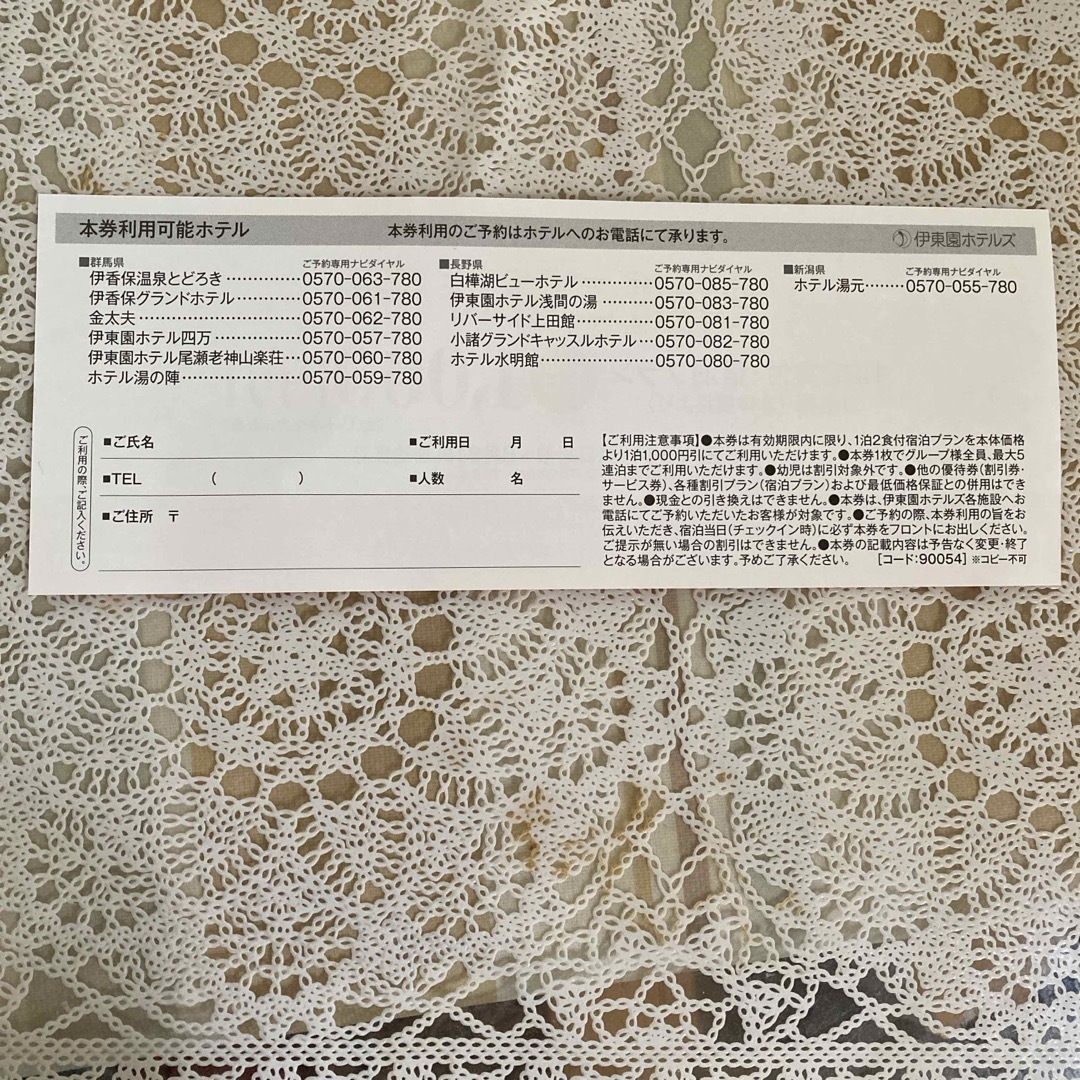 本券利用可能ホテル 本券利用のご予約はホテルへのお電話にて承ります。 伊東園ホテルズ
■群馬県 ご予約専用ナビダイヤル
伊香保温泉とどろき……………0570-063-780
伊香保グランドホテル…………0570-061-780
金太夫……………………………0570-062-780
伊東園ホテル四万………………0570-057-780
伊東園ホテル尾瀬老神山楽荘…0570-060-780
ホテル湯の陣……………………0570-059-780
■長野県 ご予約専用ナビダイヤル
白樺湖ビューホテル……………0570-085-780
伊東園ホテル浅間の湯…………0570-083-780
リバーサイド上田館……………0570-081-780
小諸グランドキャッスルホテル…0570-082-780
ホテル水明館……………………0570-080-780
■新潟県 ご予約専用ナビダイヤル
ホテル湯元……0570-055-780
ご利用の際、ご記入ください。
■ご氏名 ■ご利用日 月 日
■TEL ( ) ■人数 名
■ご住所 〒
【ご利用注意事項】●本券は有効期限内に限り、1泊2食付宿泊プランを本体価格
より1泊1,000円引にてご利用いただけます。●本券1枚でグループ様全員、最大5
連泊までご利用いただけます。●幼児は割引対象外です。●他の優待券(割引券・
サービス券)、各種割引プラン(宿泊プラン)および最低価格保証との併用はでき
ません。●現金との引き換えはできません。●本券は、伊東園ホテルズ各施設へお
電話にてご予約いただいたお客様が対象です。●ご予約の際、本券利用の旨をお
伝えいただき、宿泊当日(チェックイン時)に必ず本券をフロントにお出しください。
ご提示が無い場合の割引はできません。●本券の記載内容は予告なく変更・終了
となる場合がございます。予めご了承ください。 [コード:90054] ※コピー不可